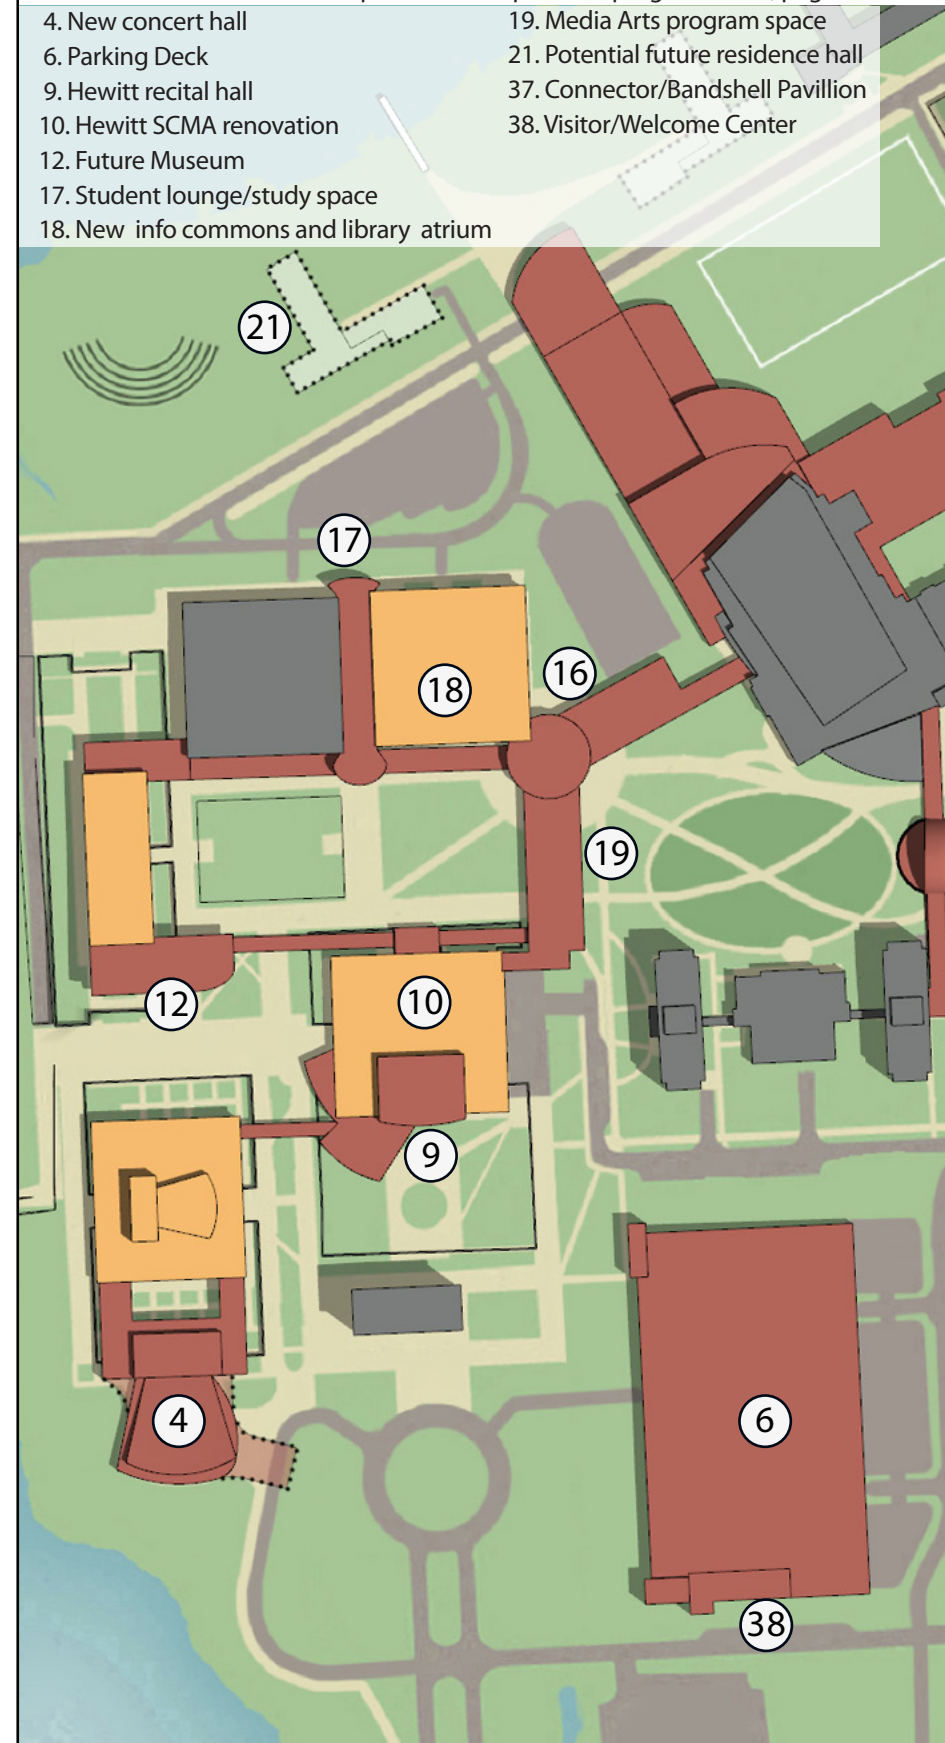 4. New concert hall
6. Parking Deck
9. Hewitt recital hall
10. Hewitt SCMA renovation
12. Future Museum
17. Student lounge/study space
18. New info commons and library atrium
19. Media Arts program space
21. Potential future residence hall
37. Connector/Bandshell Pavillion
38. Visitor/Welcome Center
21
17
18
16
19
12
10
9
4
6
38